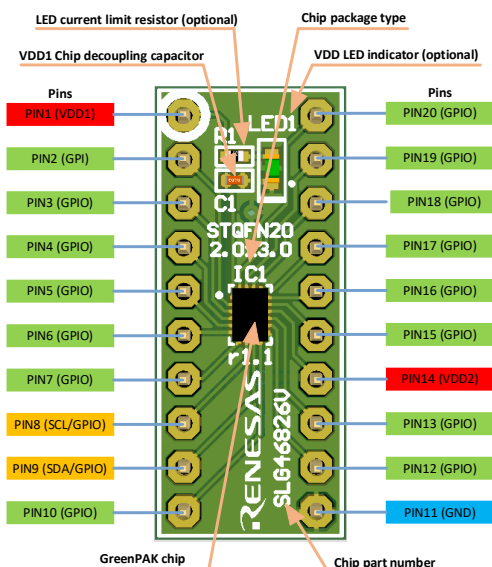 LED current limit resistor (optional)
Chip package type
VDD1 Chip decoupling capacitor
VDD LED indicator (optional)
Pins
Pins
PIN1 (VDD1)
PIN20 (GPIO)
PIN2 (GPI)
PIN19 (GPIO)
PIN3 (GPIO)
PIN18 (GPIO)
PIN4 (GPIO)
PIN17 (GPIO)
PIN5 (GPIO)
PIN16 (GPIO)
PIN6 (GPIO)
PIN15 (GPIO)
PIN7 (GPIO)
PIN14 (VDD2)
PIN8 (SCL/GPIO)
PIN13 (GPIO)
PIN9 (SDA/GPIO)
PIN12 (GPIO)
PIN10 (GPIO)
PIN11 (GND)
LED1
R1
C1
STQFN20
2.0x3.0
IC1
r1.1
RENESAS
SLG46826V
GreenPAK chip
Chip part number